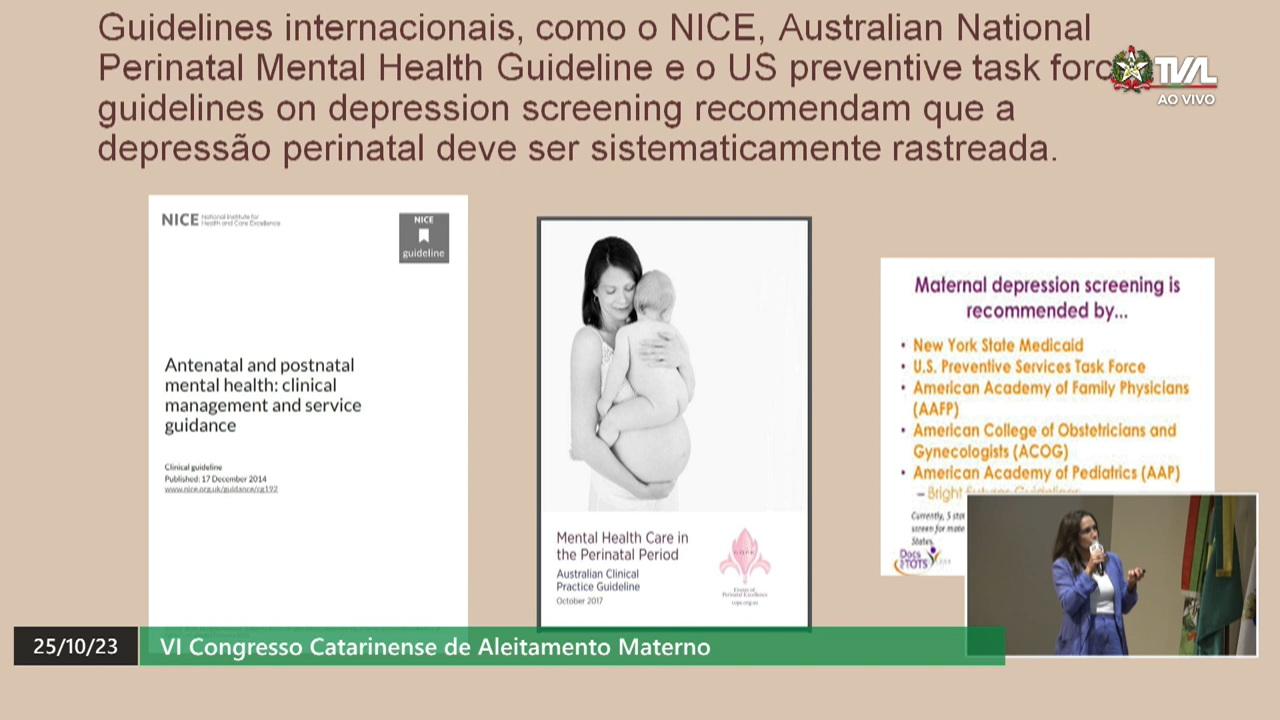 Guidelines internacionais, como o NICE, Australian National
Perinatal Mental Health Guideline e o US preventive task forc
guidelines on depression screening recomendam que a
depressão perinatal deve ser sistematicamente rastreada.
TVAL
AO VIVO
NICE National Institute for
Health and Care Excellence
NICE
guideline
Antenatal and postnatal
mental health: clinical
management and service
guidance
Clinical guideline
Published: 17 December 2014
www.nice.org.uk/guidance/cg192
Mental Health Care in
the Perinatal Period
Australian Clinical
Practice Guideline
October 2017
COPE
Centre of
Perinatal Excellence
cope.org.au
Maternal depression screening is
recommended by...
• New York State Medicaid
• U.S. Preventive Services Task Force
• American Academy of Family Physicians
(AAFP)
• American College of Obstetricians and
Gynecologists (ACOG)
• American Academy of Pediatrics (AAP)
– Bright Futures Guidelines
Currently, 5 stat
screen for mate
States.
Docs
for TOTS
25/10/23
VI Congresso Catarinense de Aleitamento Materno